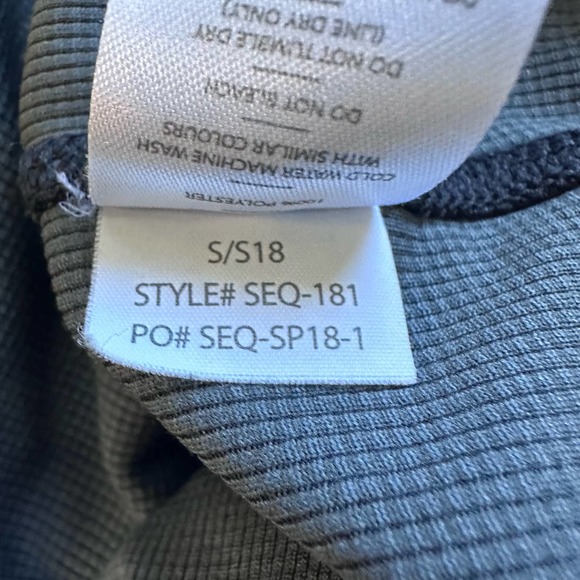 100% POLYESTER
COLD WATER MACHINE WASH
WITH SIMILAR COLOURS
DO NOT BLEACH
DO NOT TUMBLE DRY
(LINE DRY ONLY)
S/S18
STYLE# SEQ-181
PO# SEQ-SP18-1